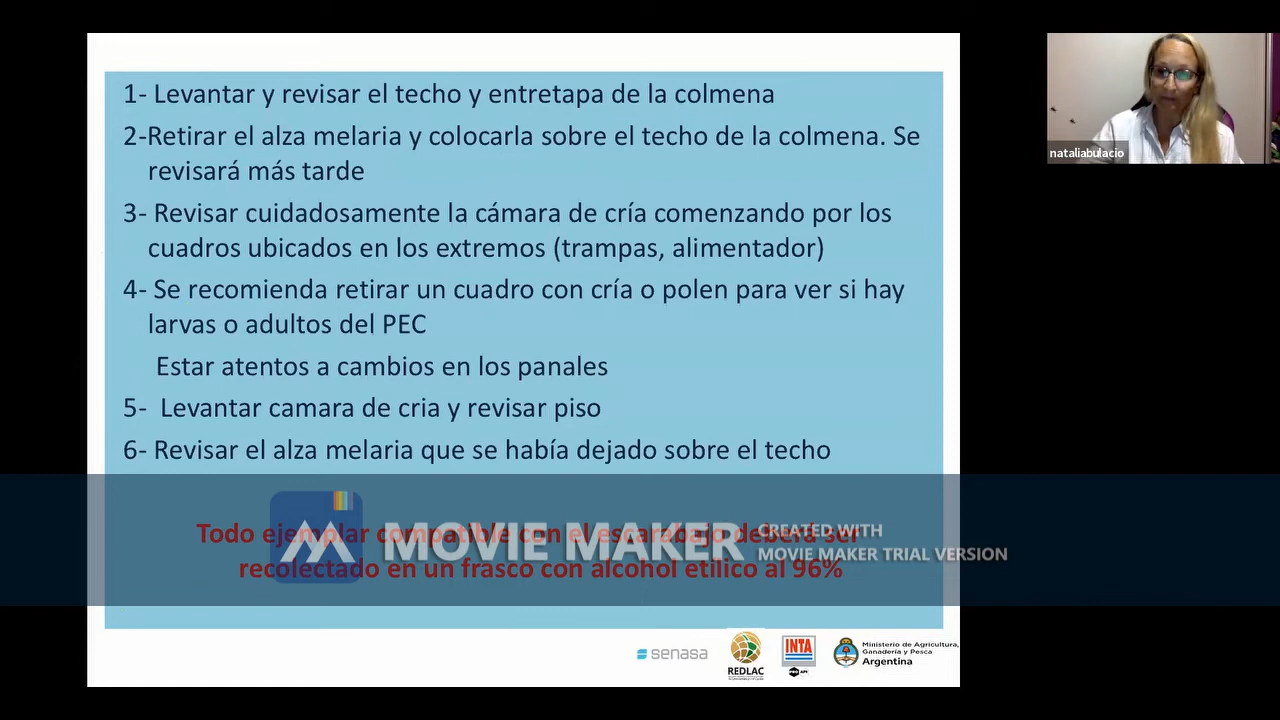 1- Levantar y revisar el techo y entretapa de la colmena
2-Retirar el alza melaria y colocarla sobre el techo de la colmena. Se
revisará más tarde
3- Revisar cuidadosamente la cámara de cría comenzando por los
cuadros ubicados en los extremos (trampas, alimentador)
4- Se recomienda retirar un cuadro con cría o polen para ver si hay
larvas o adultos del PEC
Estar atentos a cambios en los panales
5- Levantar camara de cria y revisar piso
6- Revisar el alza melaria que se había dejado sobre el techo
Todo ejemplar compatible con el escarabajo deberá ser
recolectado en un frasco con alcohol etílico al 96%
MOVIE MAKER
CREATED WITH
MOVIE MAKER TRIAL VERSION
nataliabulacio
senasa
REDLAC
INTA
Ministerio de Agricultura,
Ganadería y Pesca
Argentina